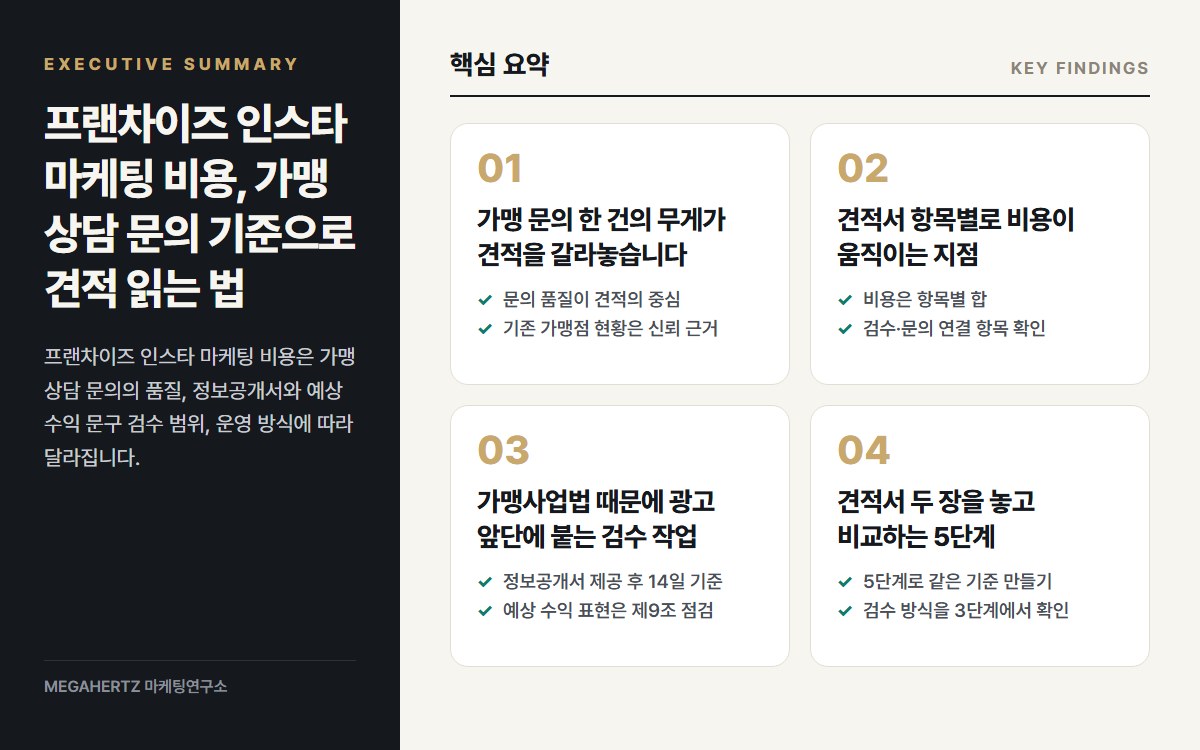 EXECUTIVE SUMMARY
프랜차이즈 인스타
마케팅 비용, 가맹
상담 문의 기준으로
견적 읽는 법
프랜차이즈 인스타 마케팅 비용은 가맹
상담 문의의 품질, 정보공개서와 예상
수익 문구 검수 범위, 운영 방식에 따라
달라집니다.
MEGAHERTZ 마케팅연구소
핵심 요약
KEY FINDINGS
01
가맹 문의 한 건의 무게가
견적을 갈라놓습니다
✓ 문의 품질이 견적의 중심
✓ 기존 가맹점 현황은 신뢰 근거
02
견적서 항목별로 비용이
움직이는 지점
✓ 비용은 항목별 합
✓ 검수·문의 연결 항목 확인
03
가맹사업법 때문에 광고
앞단에 붙는 검수 작업
✓ 정보공개서 제공 후 14일 기준
✓ 예상 수익 표현은 제9조 점검
04
견적서 두 장을 놓고
비교하는 5단계
✓ 5단계로 같은 기준 만들기
✓ 검수 방식을 3단계에서 확인